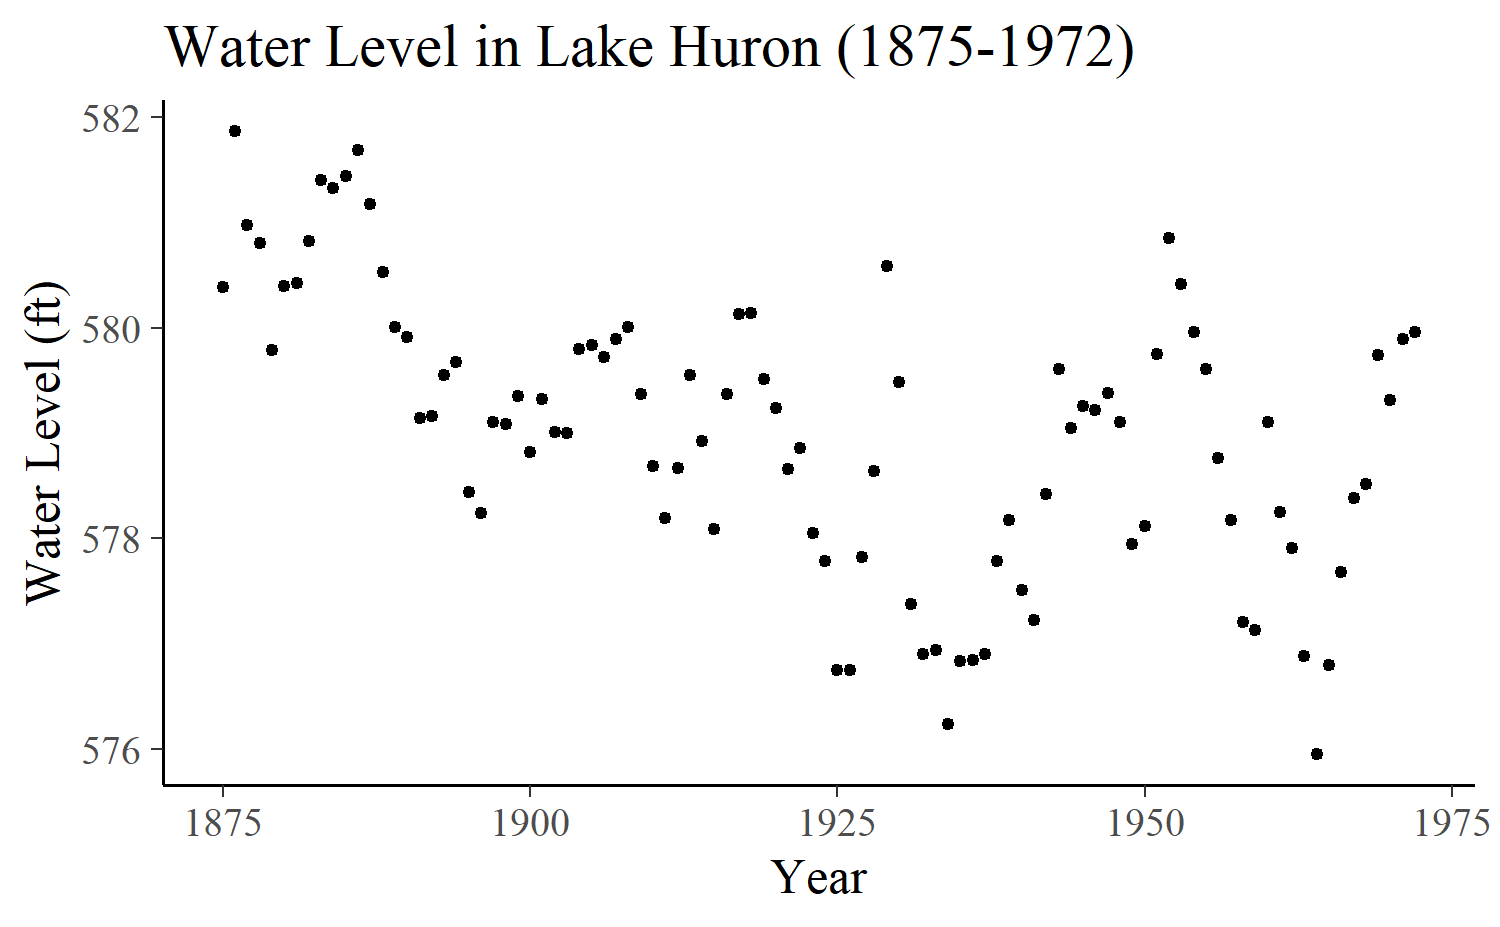 Water Level in Lake Huron (1875-1972)
Water Level (ft)
582
580
578
576
1875 1900 1925 1950 1975
Year